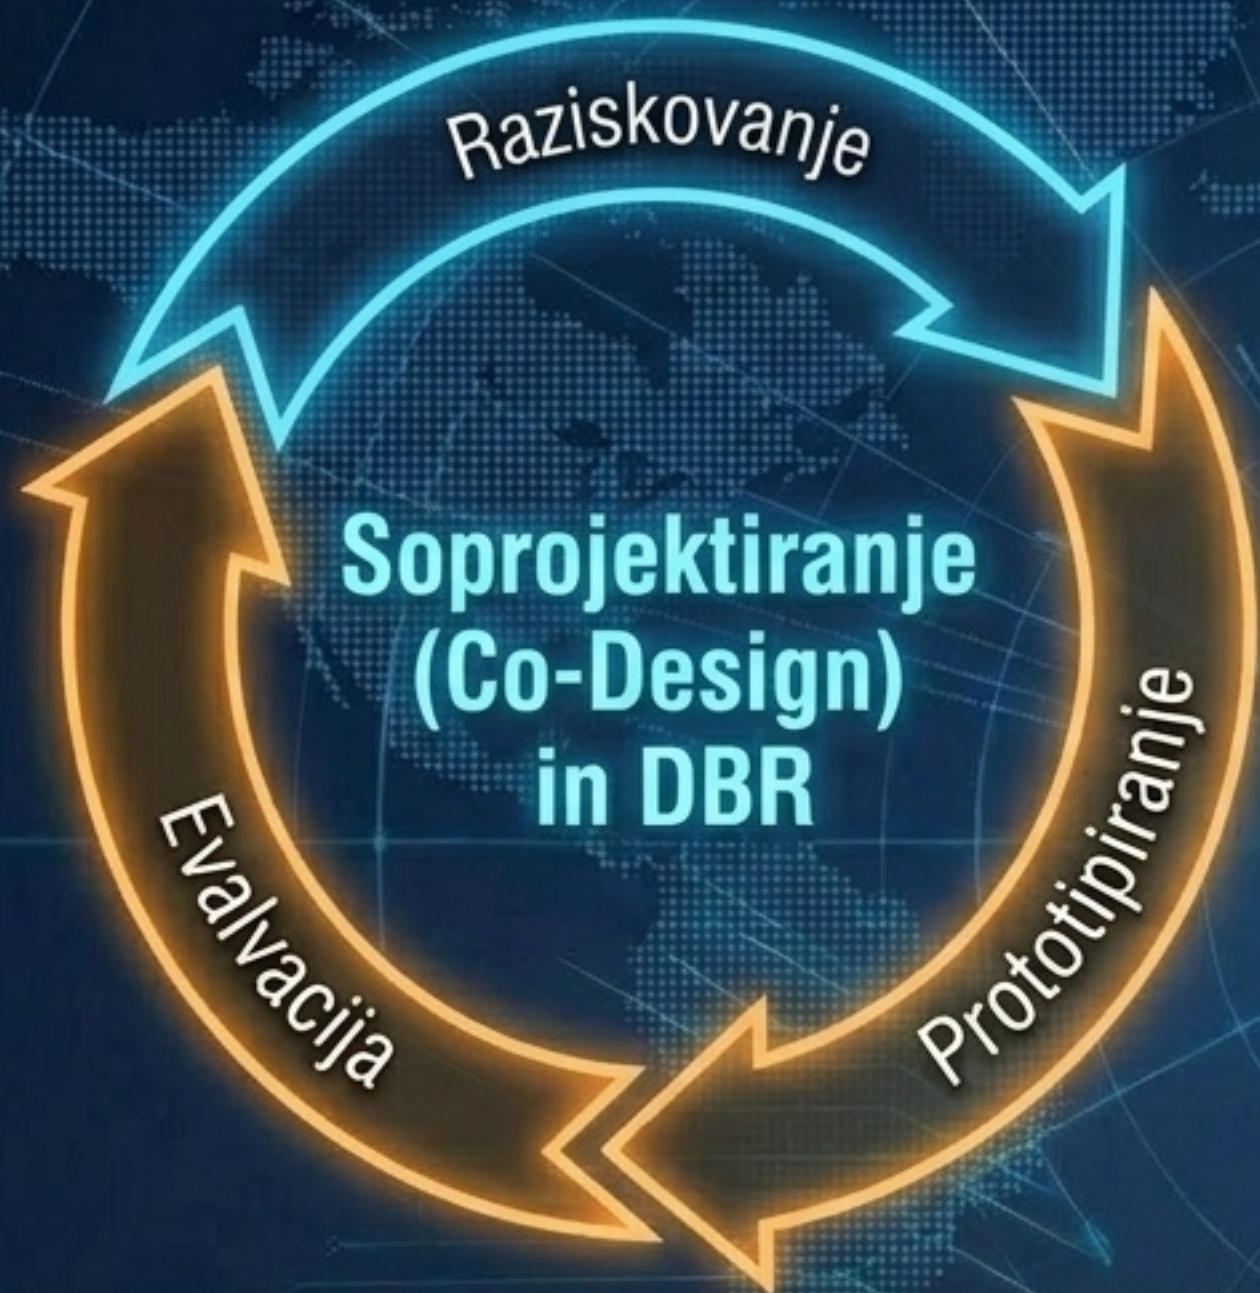 Raziskovanje
Soprojektiranje
(Co-Design)
in DBR
Prototipiranje
Evalvacija